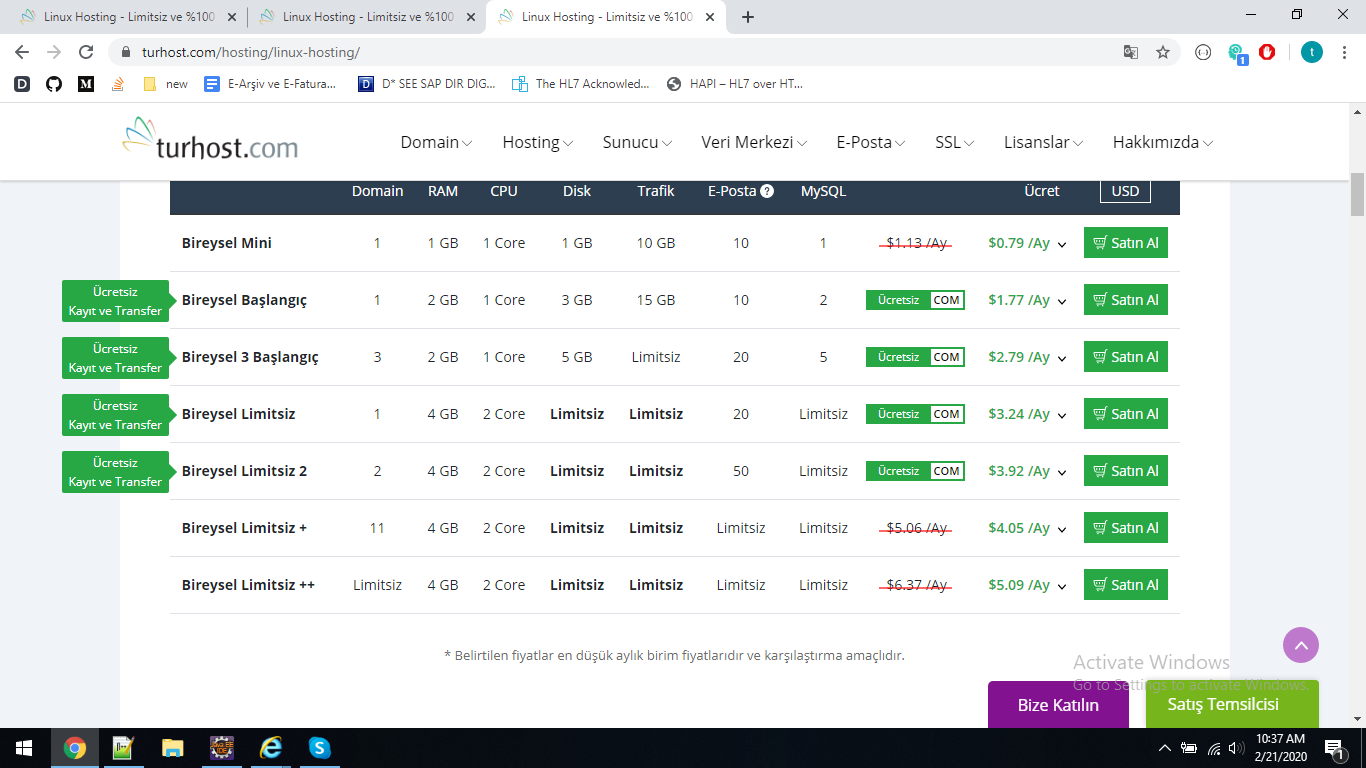 Linux Hosting - Limitsiz ve %100
Linux Hosting - Limitsiz ve %100
Linux Hosting - Limitsiz ve %100
turhost.com/hosting/linux-hosting/
1
t
new
E-Arşiv ve E-Fatura...
D* SEE SAP DIR DIG...
The HL7 Acknowled...
HAPI – HL7 over HT...
turhost.com
Domain Hosting Sunucu Veri Merkezi E-Posta SSL Lisanslar Hakkımızda
Domain RAM CPU Disk Trafik E-Posta ? MySQL Ücret USD
Bireysel Mini 1 1 GB 1 Core 1 GB 10 GB 10 1 $1.13 /Ay $0.79 /Ay Satın Al
Ücretsiz
Kayıt ve Transfer
Bireysel Başlangıç 1 2 GB 1 Core 3 GB 15 GB 10 2 Ücretsiz COM $1.77 /Ay Satın Al
Ücretsiz
Kayıt ve Transfer
Bireysel 3 Başlangıç 3 2 GB 1 Core 5 GB Limitsiz 20 5 Ücretsiz COM $2.79 /Ay Satın Al
Ücretsiz
Kayıt ve Transfer
Bireysel Limitsiz 1 4 GB 2 Core Limitsiz Limitsiz 20 Limitsiz Ücretsiz COM $3.24 /Ay Satın Al
Ücretsiz
Kayıt ve Transfer
Bireysel Limitsiz 2 2 4 GB 2 Core Limitsiz Limitsiz 50 Limitsiz Ücretsiz COM $3.92 /Ay Satın Al
Bireysel Limitsiz + 11 4 GB 2 Core Limitsiz Limitsiz Limitsiz Limitsiz $5.06 /Ay $4.05 /Ay Satın Al
Bireysel Limitsiz ++ Limitsiz 4 GB 2 Core Limitsiz Limitsiz Limitsiz Limitsiz $6.37 /Ay $5.09 /Ay Satın Al
* Belirtilen fiyatlar en düşük aylık birim fiyatlarıdır ve karşılaştırma amaçlıdır.
Activate Windows
Go to Settings to activate Windows.
Bize Katılın
Satış Temsilcisi
10:37 AM
2/21/2020
1